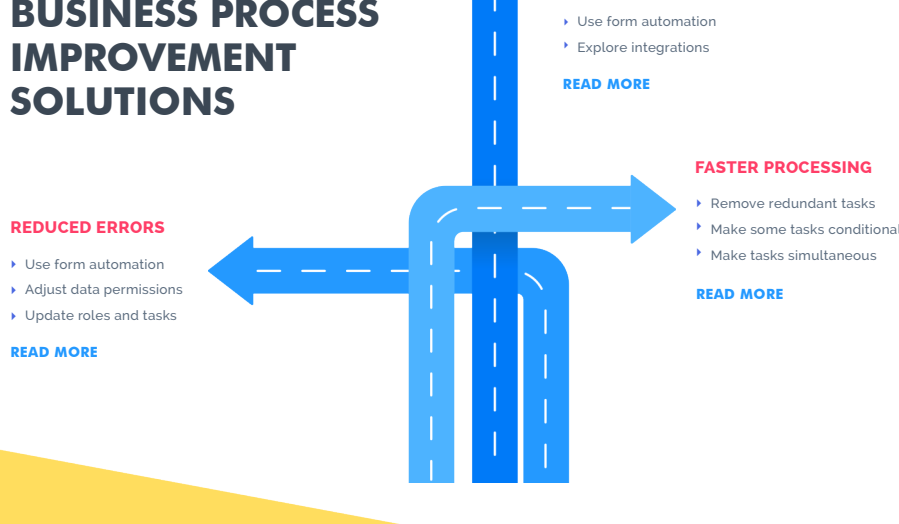 BUSINESS PROCESS
IMPROVEMENT
SOLUTIONS
Use form automation
Explore integrations
READ MORE
FASTER PROCESSING
Remove redundant tasks
Make some tasks conditional
Make tasks simultaneous
READ MORE
REDUCED ERRORS
Use form automation
Adjust data permissions
Update roles and tasks
READ MORE